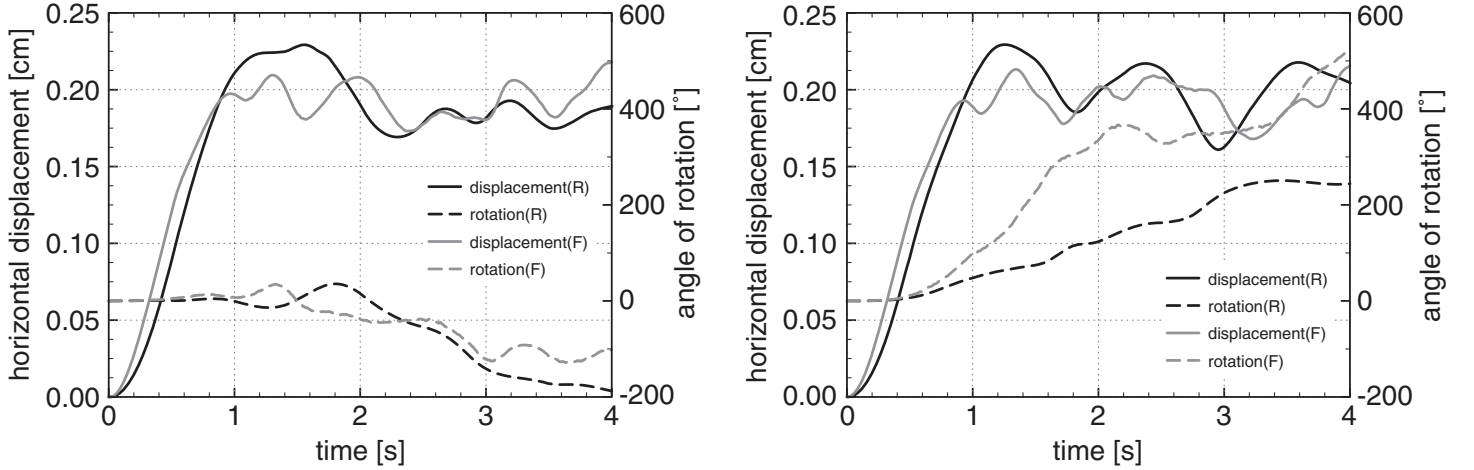 horizontal displacement [cm]
0.25
0.20
0.15
0.10
0.05
0.00
displacement(R)
rotation(R)
displacement(F)
rotation(F)
600
400
200
0
-200
angle of rotation [°]
0
1
2
3
4
time [s]
horizontal displacement [cm]
0.25
0.20
0.15
0.10
0.05
0.00
displacement(R)
rotation(R)
displacement(F)
rotation(F)
600
400
200
0
-200
angle of rotation [°]
0
1
2
3
4
time [s]